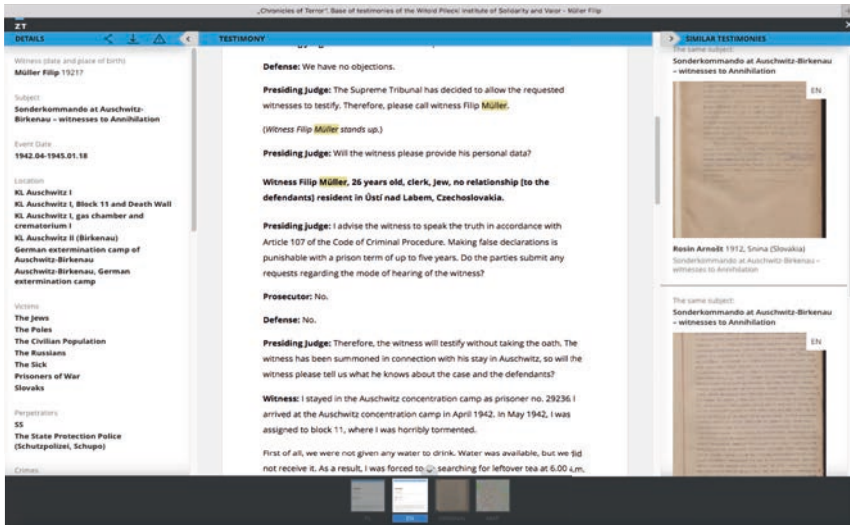 „Chronicles of Terror". Base of testimonies of the Witold Pilecki Institute of Solidarity and Valor - Müller Filip
ZT
DETAILS
TESTIMONY
SIMILAR TESTIMONIES
Witness (date and place of birth)
Müller Filip 1921?
Subject
Sonderkommando at Auschwitz-
Birkenau – witnesses to Annihilation
Event Date
1942.04-1945.01.18
Location
KL Auschwitz I
KL Auschwitz I, Block 11 and Death Wall
KL Auschwitz I, gas chamber and
crematorium I
KL Auschwitz II (Birkenau)
German extermination camp of
Auschwitz-Birkenau
Auschwitz-Birkenau, German
extermination camp
Victims
The Jews
The Poles
The Civilian Population
The Russians
The Sick
Prisoners of War
Slovaks
Perpetrators
SS
The State Protection Police
(Schutzpolizei, Schupo)
Crimes
Defense: We have no objections.
Presiding Judge: The Supreme Tribunal has decided to allow the requested
witnesses to testify. Therefore, please call witness Filip Müller.
(Witness Filip Müller stands up.)
Presiding Judge: Will the witness please provide his personal data?
Witness Filip Müller, 26 years old, clerk, Jew, no relationship [to the
defendants] resident in Ústí nad Labem, Czechoslovakia.
Presiding Judge: I advise the witness to speak the truth in accordance with
Article 107 of the Code of Criminal Procedure. Making false declarations is
punishable with a prison term of up to five years. Do the parties submit any
requests regarding the mode of hearing of the witness?
Prosecutor: No.
Defense: No.
Presiding Judge: Therefore, the witness will testify without taking the oath. The
witness has been summoned in connection with his stay in Auschwitz, so will the
witness please tell us what he knows about the case and the defendants?
Witness: I stayed in the Auschwitz concentration camp as prisoner no. 29236 I
arrived at the Auschwitz concentration camp in April 1942. In May 1942, I was
assigned to block 11, where I was horribly tormented.
First of all, we were not given any water to drink. Water was available, but we did
not receive it. As a result, I was forced to searching for leftover tea at 6.00 a.m.
The same subject:
Sonderkommando at Auschwitz-Birkenau
– witnesses to Annihilation
EN
Rosin Arnošt 1912, Snina (Slovakia)
Sonderkommando at Auschwitz-Birkenau –
witnesses to Annihilation
The same subject:
Sonderkommando at Auschwitz-Birkenau
– witnesses to Annihilation
EN
EN